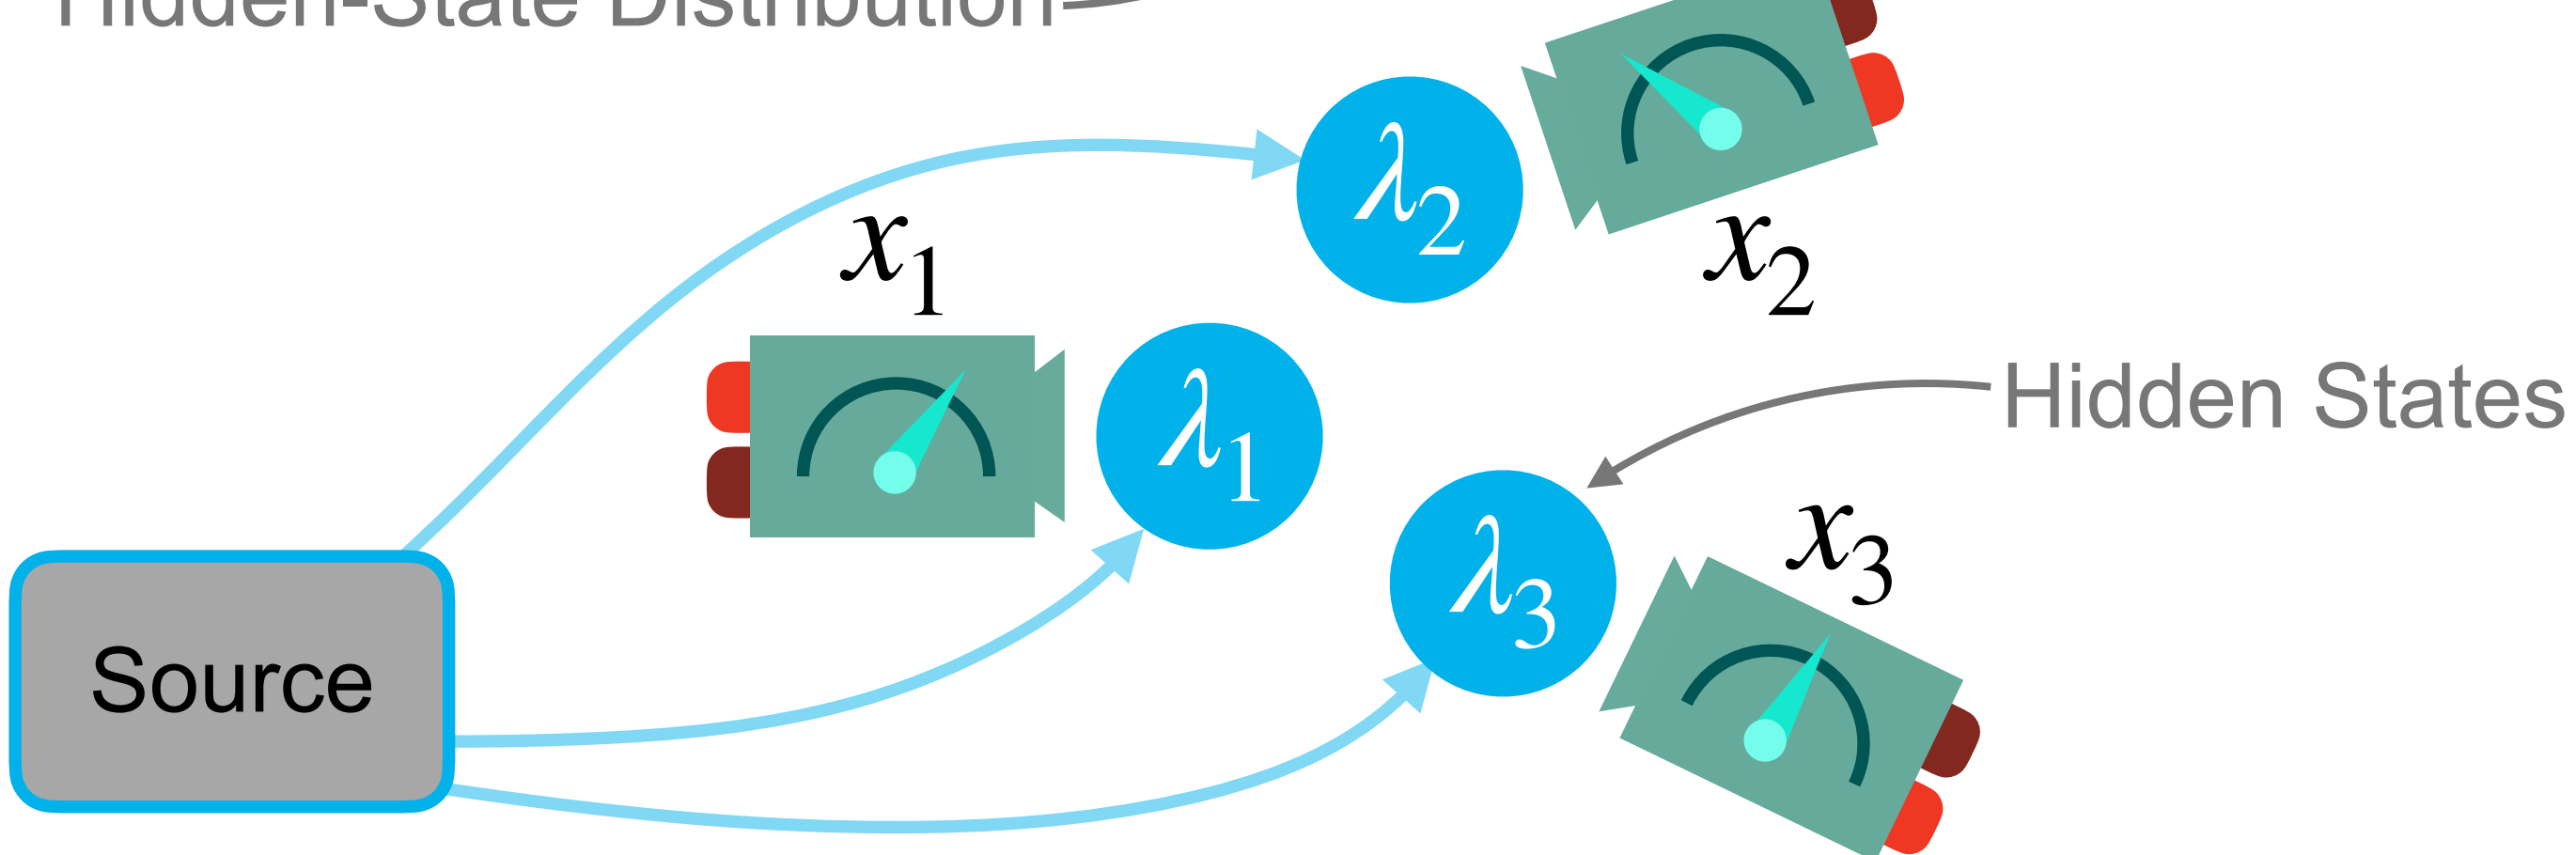 Hidden-State Distribution
λ2
x1
x2
λ1
Hidden States
λ3
x3
Source